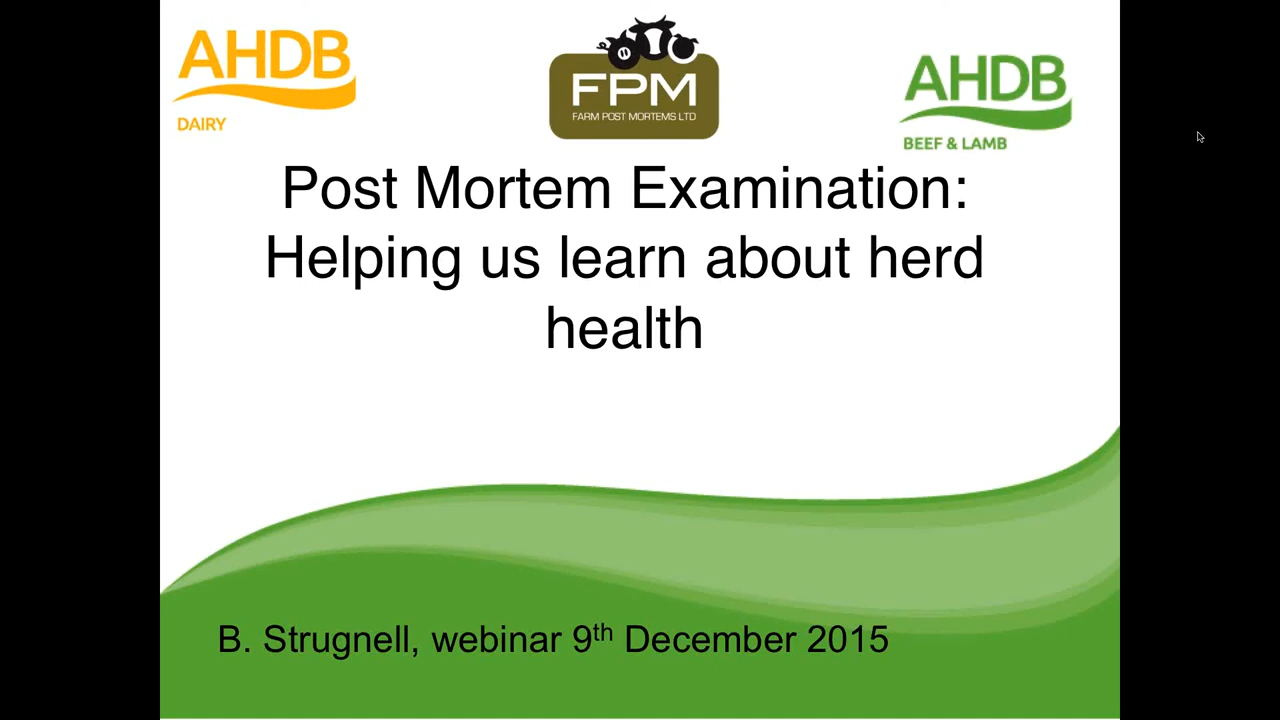 AHDB
DAIRY
FPM
FARM POST MORTEMS LTD
AHDB
BEEF & LAMB
Post Mortem Examination:
Helping us learn about herd
health
B. Strugnell, webinar 9th December 2015